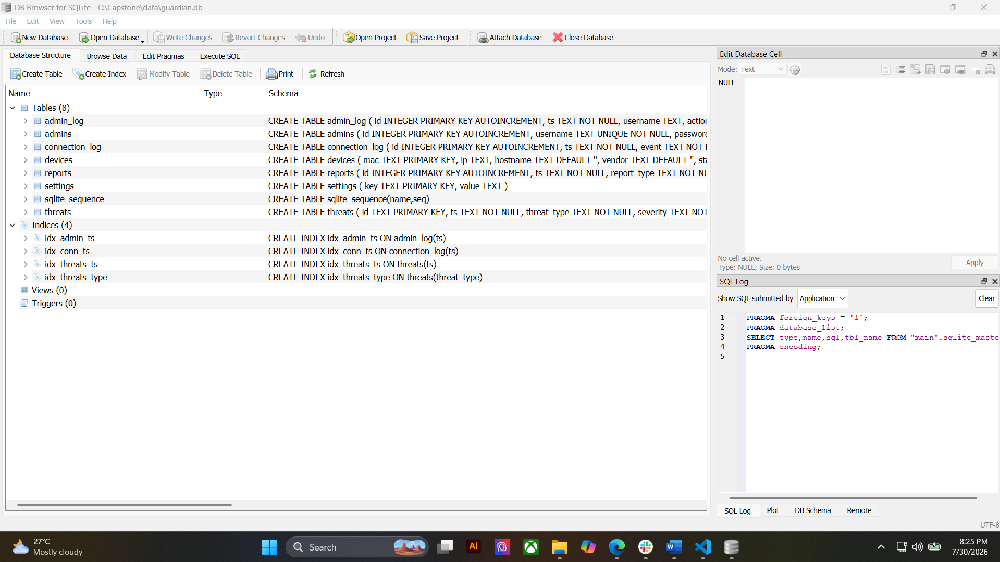 DB Browser for SQLite - C:\Capstone\data\guardian.db
File Edit View Tools Help
New Database Open Database Write Changes Revert Changes Undo Open Project Save Project Attach Database Close Database
Database Structure Browse Data Edit Pragmas Execute SQL
Create Table Create Index Modify Table Delete Table Print Refresh
Name Type Schema
Tables (8)
admin_log CREATE TABLE admin_log ( id INTEGER PRIMARY KEY AUTOINCREMENT, ts TEXT NOT NULL, username TEXT, action
admins CREATE TABLE admins ( id INTEGER PRIMARY KEY AUTOINCREMENT, username TEXT UNIQUE NOT NULL, password
connection_log CREATE TABLE connection_log ( id INTEGER PRIMARY KEY AUTOINCREMENT, ts TEXT NOT NULL, event TEXT NOT
devices CREATE TABLE devices ( mac TEXT PRIMARY KEY, ip TEXT, hostname TEXT DEFAULT '', vendor TEXT DEFAULT '', sta
reports CREATE TABLE reports ( id INTEGER PRIMARY KEY AUTOINCREMENT, ts TEXT NOT NULL, report_type TEXT NOT NU
settings CREATE TABLE settings ( key TEXT PRIMARY KEY, value TEXT )
sqlite_sequence CREATE TABLE sqlite_sequence(name,seq)
threats CREATE TABLE threats ( id TEXT PRIMARY KEY, ts TEXT NOT NULL, threat_type TEXT NOT NULL, severity TEXT NOT
Indices (4)
idx_admin_ts CREATE INDEX idx_admin_ts ON admin_log(ts)
idx_conn_ts CREATE INDEX idx_conn_ts ON connection_log(ts)
idx_threats_ts CREATE INDEX idx_threats_ts ON threats(ts)
idx_threats_type CREATE INDEX idx_threats_type ON threats(threat_type)
Views (0)
Triggers (0)
Edit Database Cell
Mode: Text
NULL
No cell active.
Type: NULL; Size: 0 bytes
Apply
SQL Log
Show SQL submitted by Application Clear
1 PRAGMA foreign_keys = '1';
2 PRAGMA database_list;
3 SELECT type,name,sql,tbl_name FROM "main".sqlite_maste
4 PRAGMA encoding;
5
SQL Log Plot DB Schema Remote
UTF-8
27°C
Mostly cloudy
Search
Ai
W
8:25 PM
7/30/2026